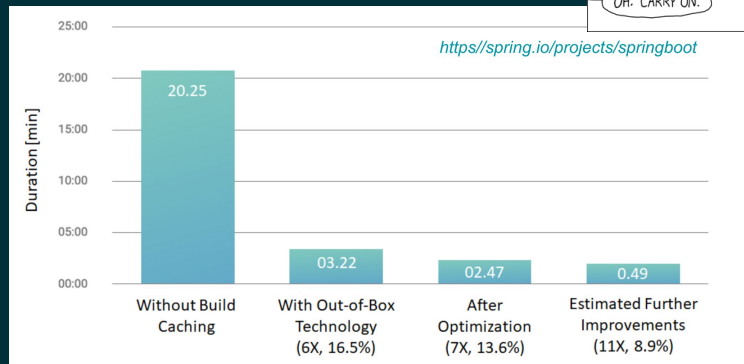 OH. CARRY ON.
https//spring.io/projects/springboot
25:00
20:00
15:00
10:00
05:00
00:00
Duration [min]
20.25
03.22
02.47
0.49
Without Build
Caching
With Out-of-Box
Technology
(6X, 16.5%)
After
Optimization
(7X, 13.6%)
Estimated Further
Improvements
(11X, 8.9%)